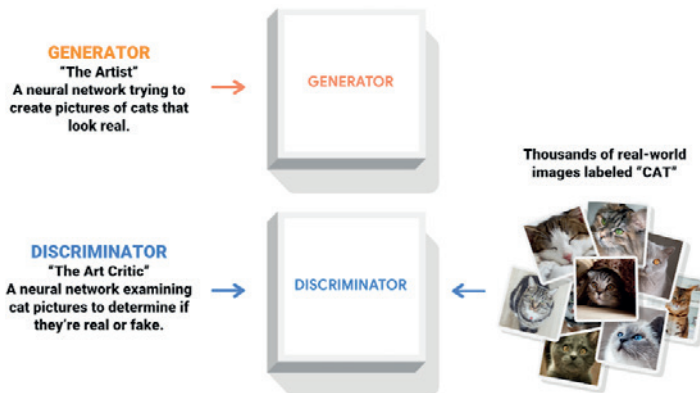 GENERATOR
“The Artist”
A neural network trying to
create pictures of cats that
look real.
GENERATOR
Thousands of real-world
images labeled “CAT”
DISCRIMINATOR
“The Art Critic”
A neural network examining
cat pictures to determine if
they’re real or fake.
DISCRIMINATOR